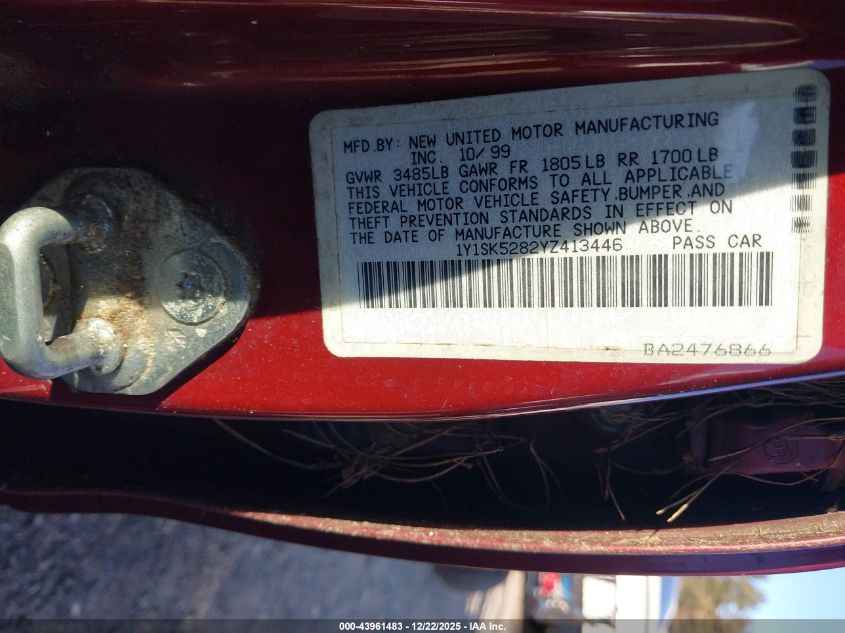 MFD.BY: NEW UNITED MOTOR MANUFACTURING
INC. 10/99
GVWR 3485LB GAWR FR 1805LB RR 1700LB
THIS VEHICLE CONFORMS TO ALL APPLICABLE
FEDERAL MOTOR VEHICLE SAFETY,BUMPER,AND
THEFT PREVENTION STANDARDS IN EFFECT ON
THE DATE OF MANUFACTURE SHOWN ABOVE.
1Y1SK5282YZ413446 PASS CAR
BA2476866
000-43961483 • 12/22/2025 • IAA Inc.